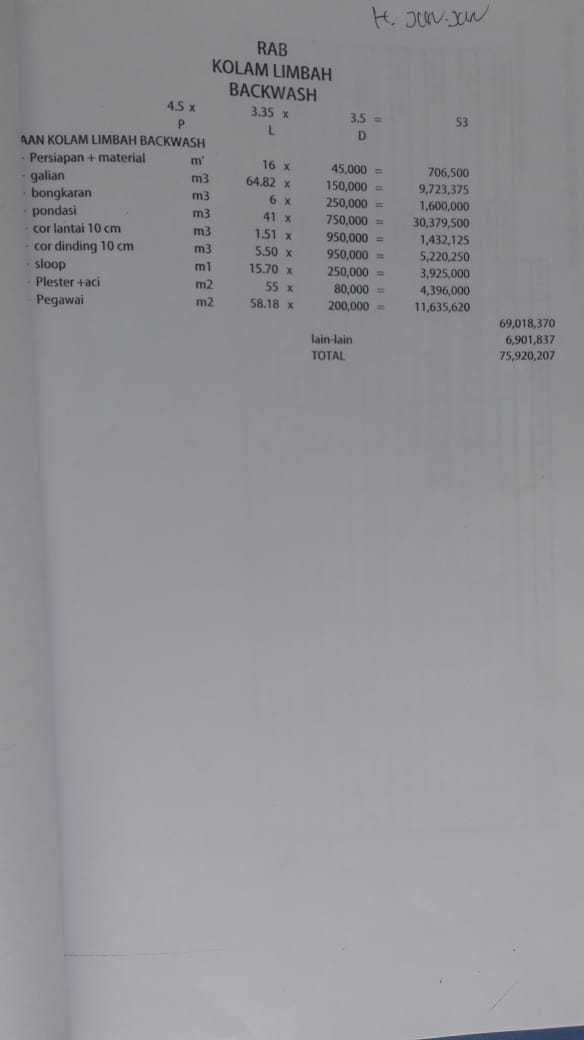 H. JUN-JUN
RAB
KOLAM LIMBAH
BACKWASH
4.5 x 3.35 x 3.5 = 53
P L D
AAN KOLAM LIMBAH BACKWASH
- Persiapan + material m' 16 x 45,000 = 706,500
- galian m3 64.82 x 150,000 = 9,723,375
- bongkaran m3 6 x 250,000 = 1,600,000
- pondasi m3 41 x 750,000 = 30,379,500
- cor lantai 10 cm m3 1.51 x 950,000 = 1,432,125
- cor dinding 10 cm m3 5.50 x 950,000 = 5,220,250
- sloop m1 15.70 x 250,000 = 3,925,000
- Plester +aci m2 55 x 80,000 = 4,396,000
- Pegawai m2 58.18 x 200,000 = 11,635,620
69,018,370
lain-lain 6,901,837
TOTAL 75,920,207